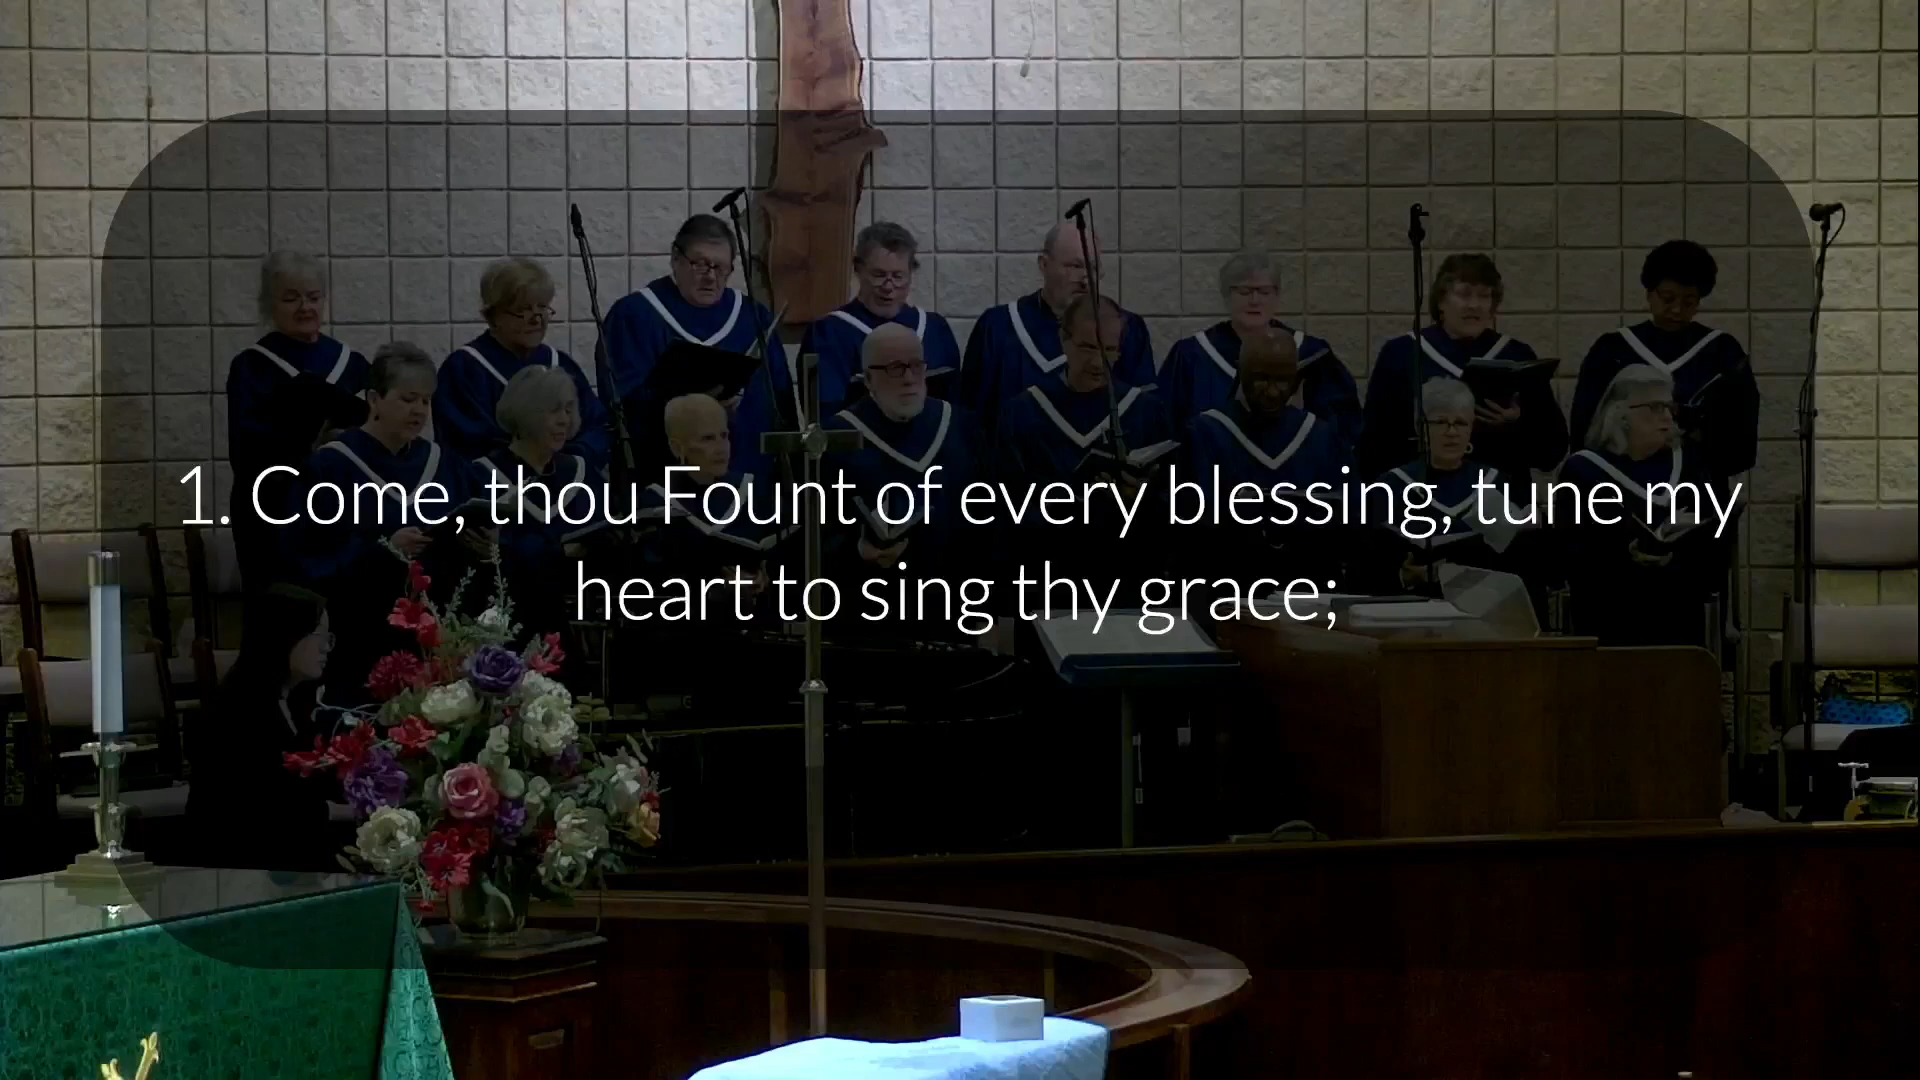 1. Come, thou Fount of every blessing, tune my
heart to sing thy grace;